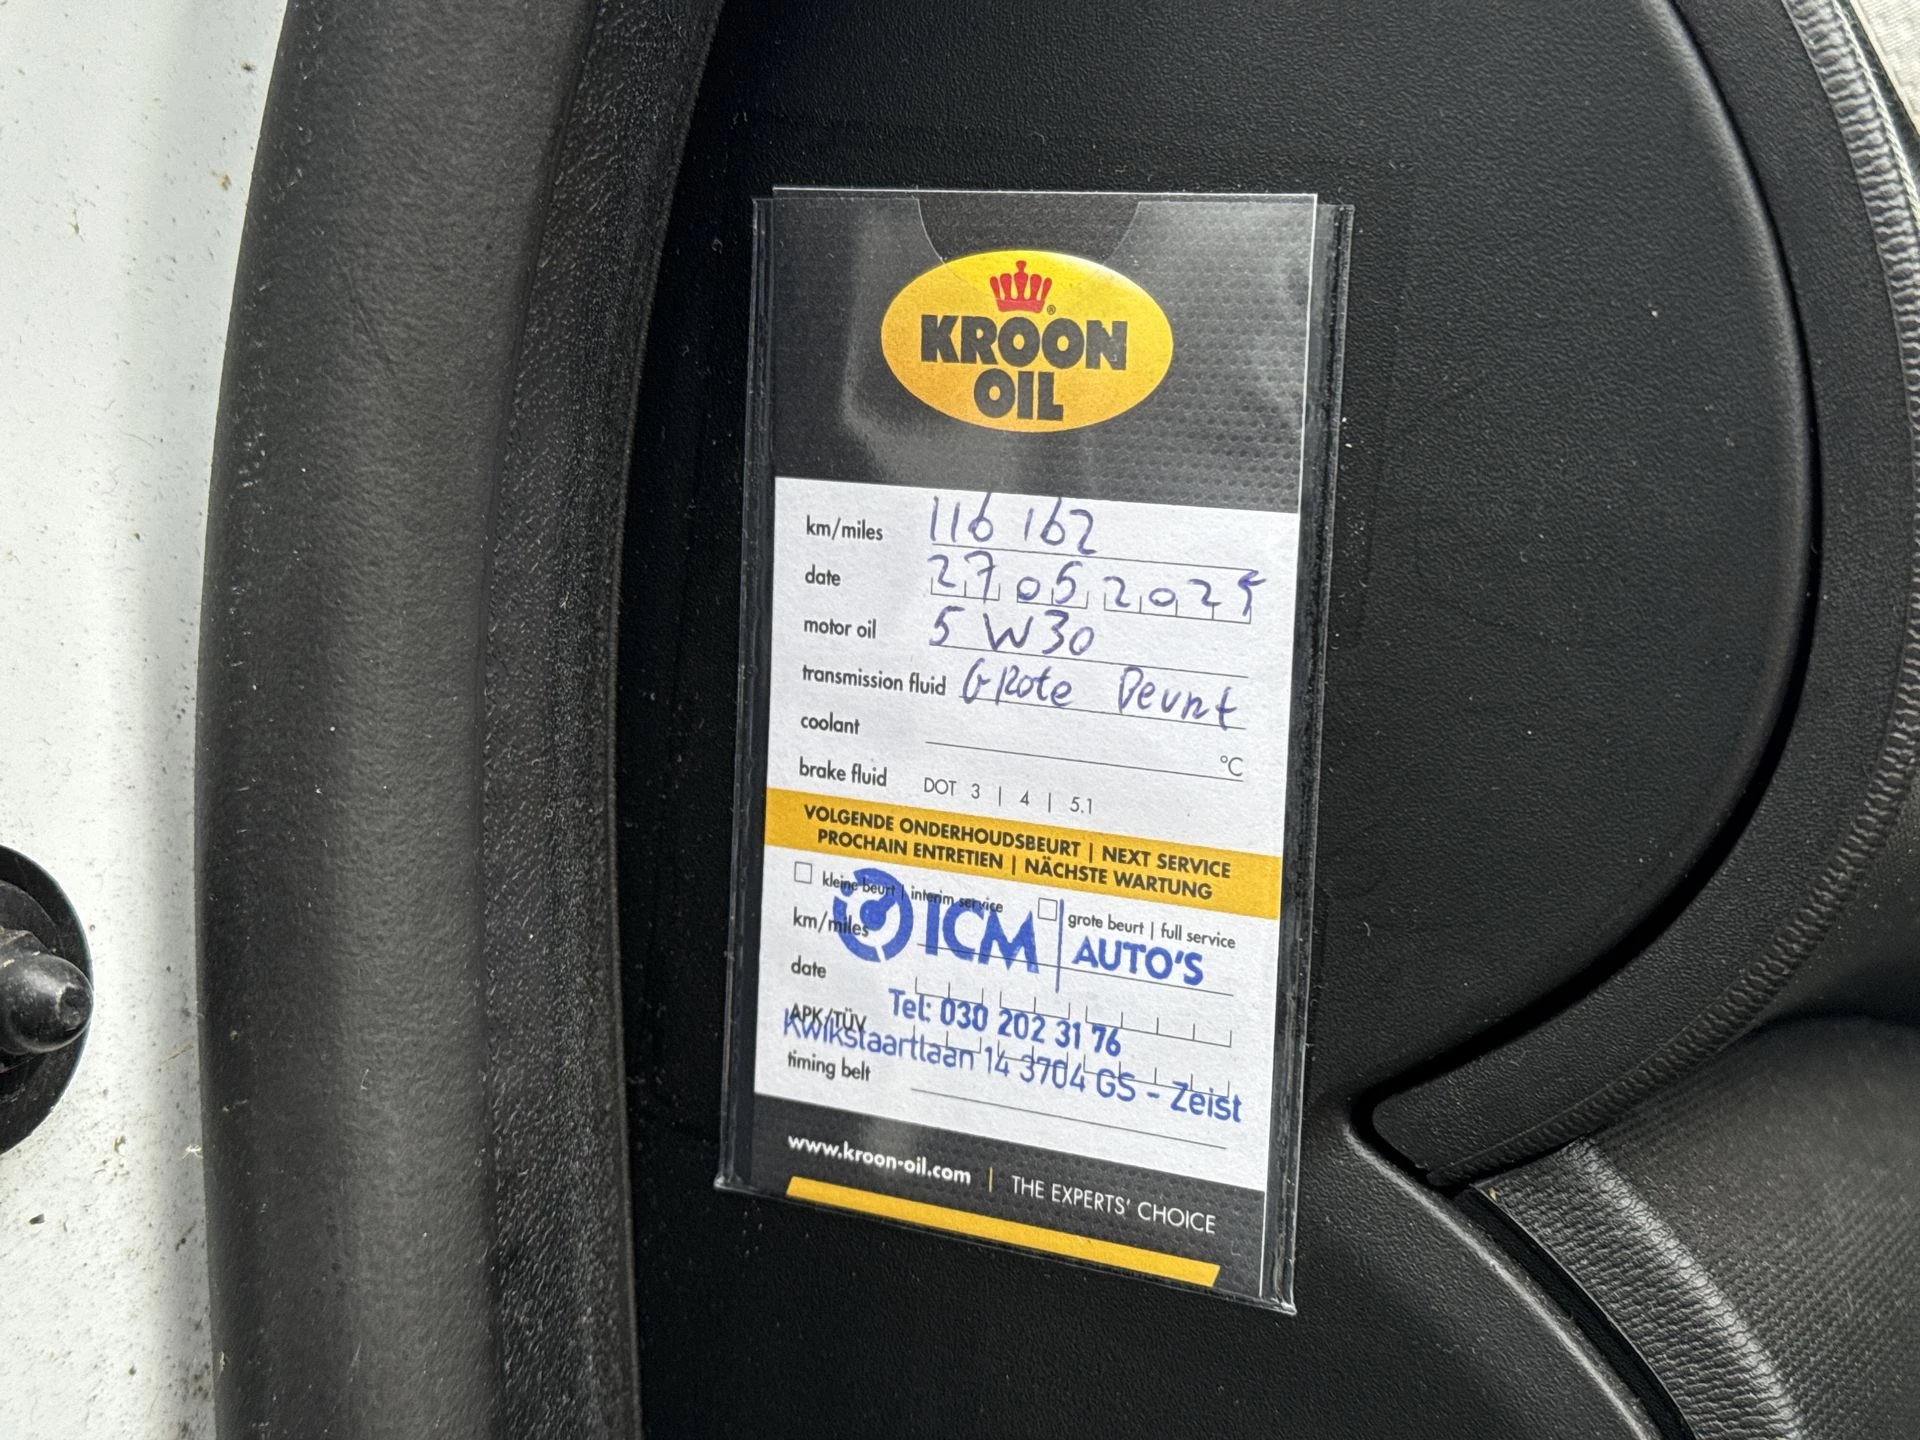 KROON
OIL
km/miles 116 162
date 27 05 2025
motor oil 5 W30
transmission fluid GRote Beurt
coolant °C
brake fluid DOT 3 | 4 | 5.1
VOLGENDE ONDERHOUDSBEURT | NEXT SERVICE
PROCHAIN ENTRETIEN | NÄCHSTE WARTUNG
kleine beurt | interim service grote beurt | full service
km/miles ICM AUTO'S
date
Tel: 030 202 31 76
APK/TÜV
Kwikstaartlaan 14 3704 GS - Zeist
timing belt
www.kroon-oil.com | THE EXPERTS' CHOICE